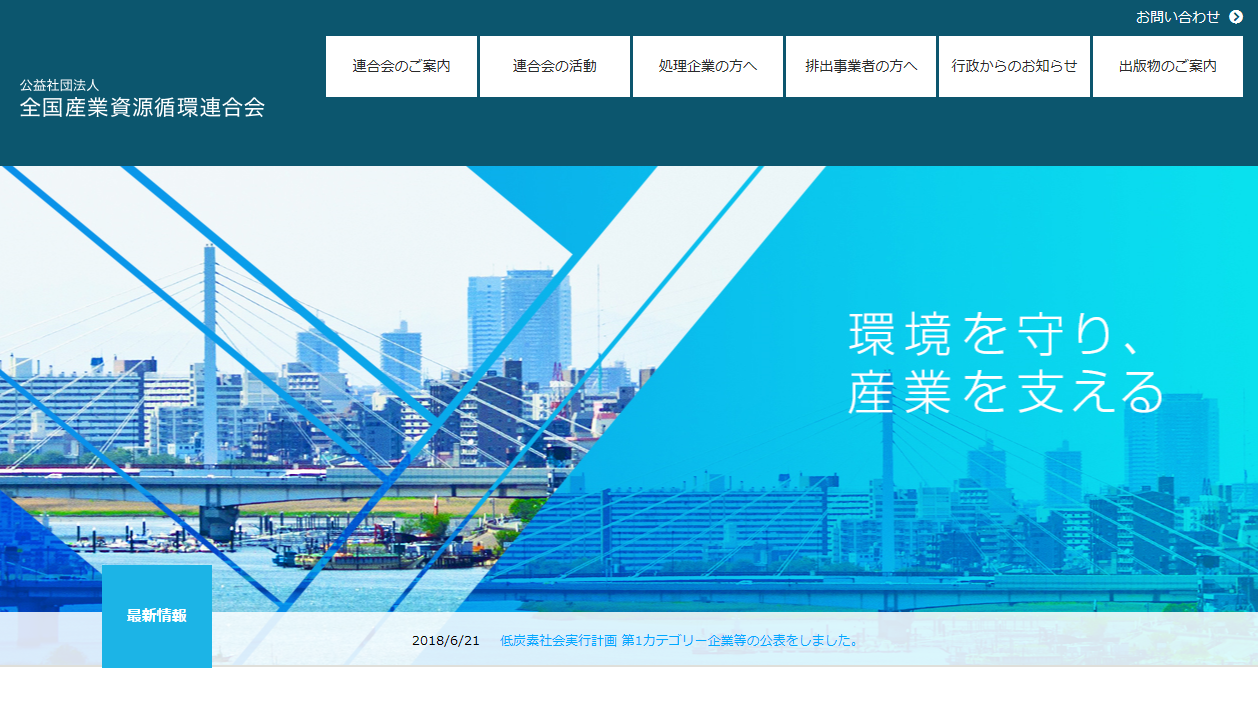 お問い合わせ
連合会のご案内
連合会の活動
処理企業の方へ
排出事業者の方へ
行政からのお知らせ
出版物のご案内
公益社団法人
全国産業資源循環連合会
環境を守り、
産業を支える
最新情報
2018/6/21 低炭素社会実行計画 第1カテゴリー企業等の公表をしました。